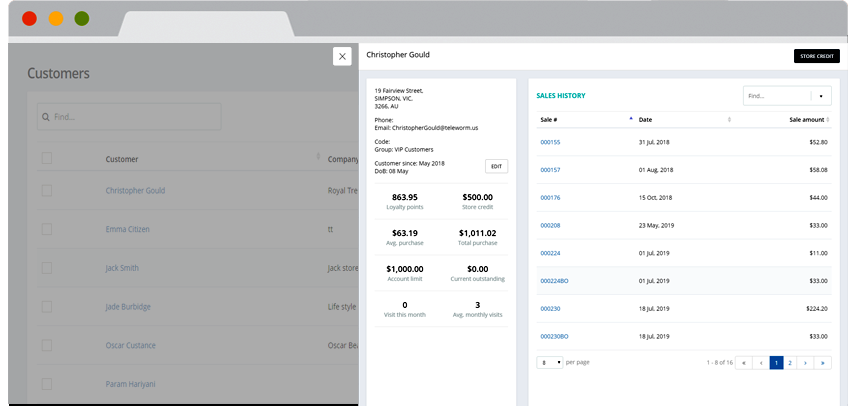 Customers
Find...
Customer Company
Christopher Gould Royal Tre
Emma Citizen tt
Jack Smith Jack store
Jade Burbidge Life style
Oscar Custance Oscar Bea
Param Hariyani
Christopher Gould
STORE CREDIT
19 Fairview Street,
SIMPSON, VIC.
3266, AU
Phone:
Email: ChristopherGould@teleworm.us
Code:
Group: VIP Customers
Customer since: May 2018
DoB: 08 May
EDIT
863.95 $500.00
Loyalty points Store credit
$63.19 $1,011.02
Avg. purchase Total purchase
$1,000.00 $0.00
Account limit Current outstanding
0 3
Visit this month Avg. monthly visits
SALES HISTORY
Find...
Sale # Date Sale amount
000155 31 Jul, 2018 $52.80
000157 01 Aug, 2018 $58.08
000176 15 Oct, 2018 $44.00
000208 23 May, 2019 $33.00
000224 01 Jul, 2019 $11.00
000224BO 01 Jul, 2019 $33.00
000230 18 Jul, 2019 $224.20
000230BO 18 Jul, 2019 $33.00
8 per page 1 - 8 of 16 « ‹ 1 2 › »